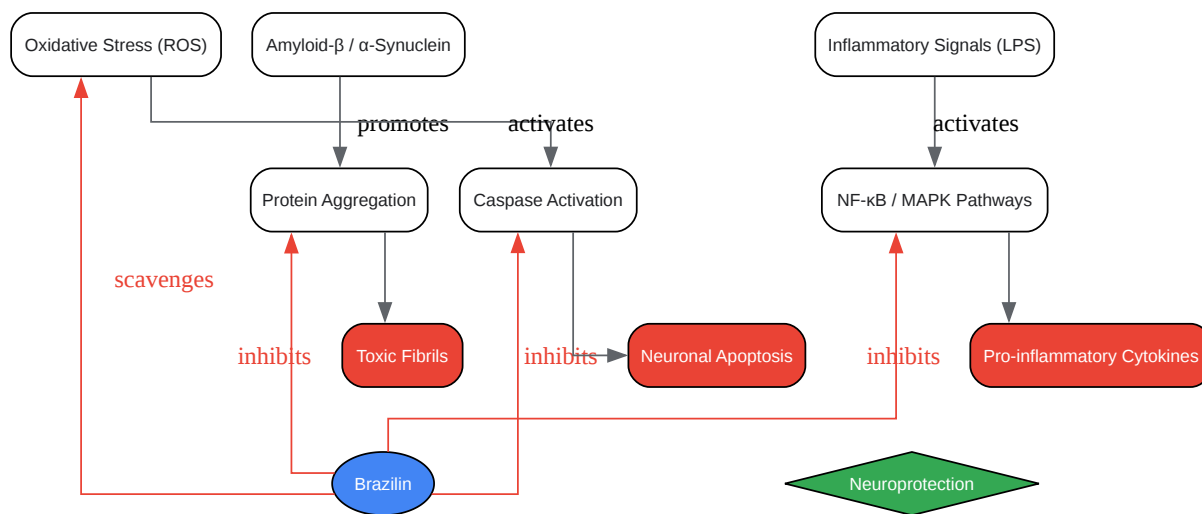 Oxidative Stress (ROS)
Amyloid-β / α-Synuclein
Inflammatory Signals (LPS)
promotes
activates
activates
Protein Aggregation
Caspase Activation
NF-κB / MAPK Pathways
scavenges
inhibits
Toxic Fibrils
inhibits
Neuronal Apoptosis
inhibits
Pro-inflammatory Cytokines
Brazilin
Neuroprotection